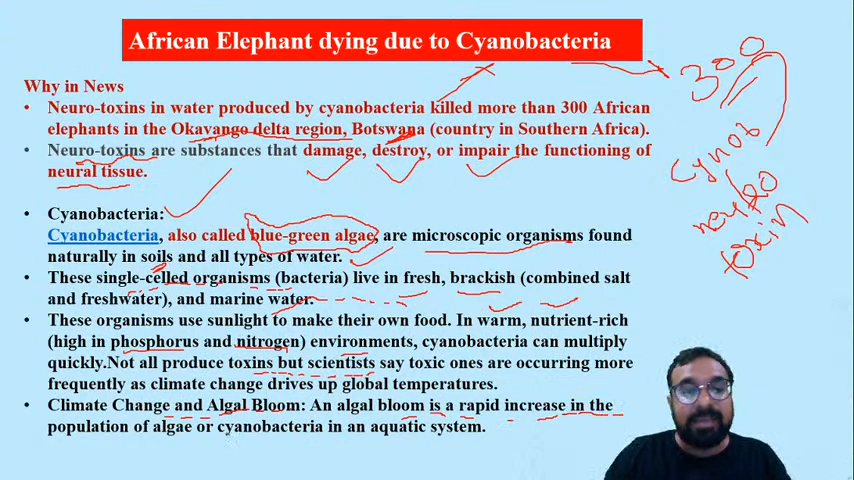 African Elephant dying due to Cyanobacteria
Why in News
• Neuro-toxins in water produced by cyanobacteria killed more than 300 African
elephants in the Okavango delta region, Botswana (country in Southern Africa).
• Neuro-toxins are substances that damage, destroy, or impair the functioning of
neural tissue.
• Cyanobacteria:
Cyanobacteria, also called blue-green algae, are microscopic organisms found
naturally in soils and all types of water.
• These single-celled organisms (bacteria) live in fresh, brackish (combined salt
and freshwater), and marine water.
• These organisms use sunlight to make their own food. In warm, nutrient-rich
(high in phosphorus and nitrogen) environments, cyanobacteria can multiply
quickly.Not all produce toxins but scientists say toxic ones are occurring more
frequently as climate change drives up global temperatures.
• Climate Change and Algal Bloom: An algal bloom is a rapid increase in the
population of algae or cyanobacteria in an aquatic system.
300
toxin